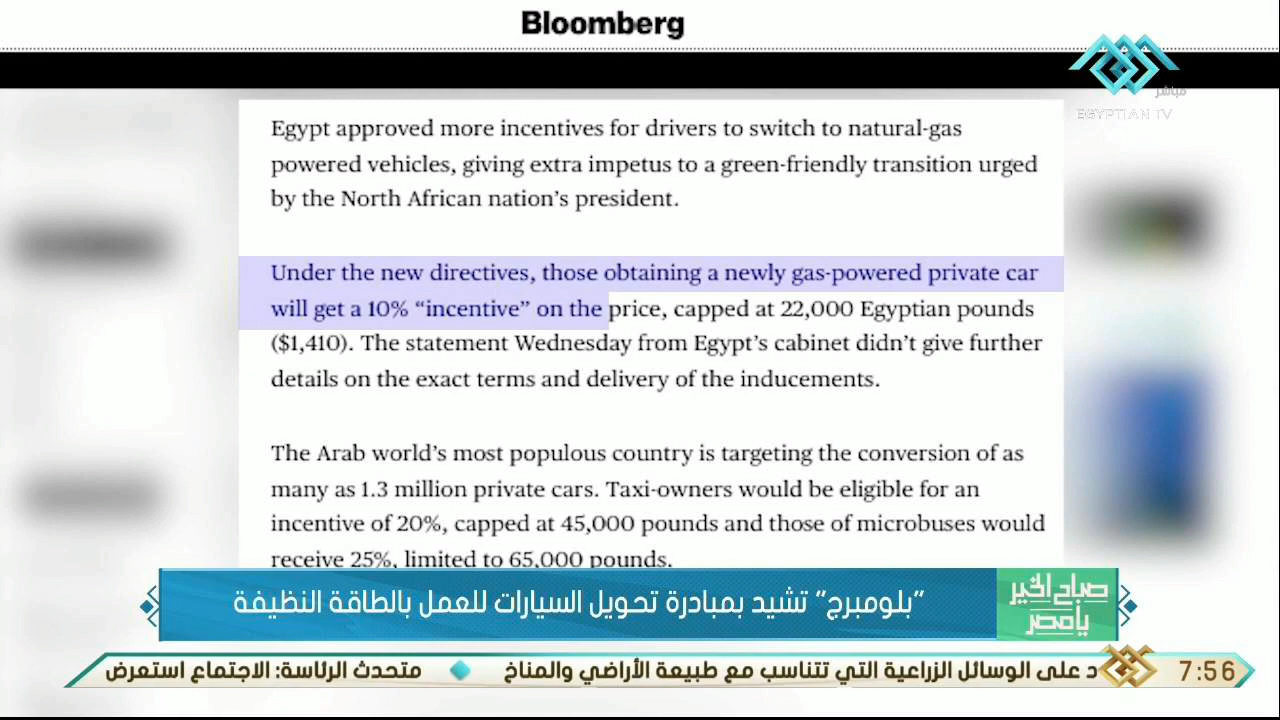 Bloomberg
مباشر
EGYPTIAN TV
Egypt approved more incentives for drivers to switch to natural-gas
powered vehicles, giving extra impetus to a green-friendly transition urged
by the North African nation’s president.
Under the new directives, those obtaining a newly gas-powered private car
will get a 10% “incentive” on the price, capped at 22,000 Egyptian pounds
($1,410). The statement Wednesday from Egypt’s cabinet didn’t give further
details on the exact terms and delivery of the inducements.
The Arab world’s most populous country is targeting the conversion of as
many as 1.3 million private cars. Taxi-owners would be eligible for an
incentive of 20%, capped at 45,000 pounds and those of microbuses would
receive 25%, limited to 65,000 pounds.
صباح الخير
يا مصر
“بلومبرج” تشيد بمبادرة تحويل السيارات للعمل بالطاقة النظيفة
7:56
د على الوسائل الزراعية التي تتناسب مع طبيعة الأراضي والمناخ
متحدث الرئاسة: الاجتماع استعرض